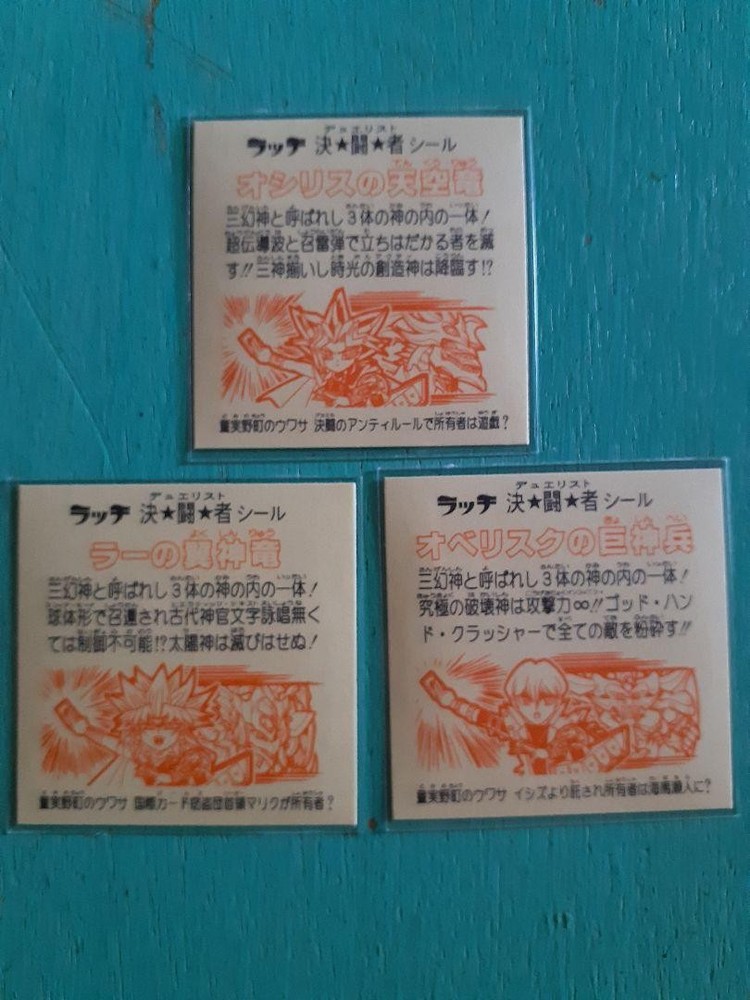 デュエリスト
ラッチ 決★闘★者 シール
オシリスの天空竜
三幻神と呼ばれし3体の神の内の一体!
超伝導波と召雷弾で立ちはだかる者を滅
す!!三神揃いし時光の創造神は降臨す!?
童実野町のウワサ 決闘のアンティルールで所有者は遊戯?
デュエリスト
ラッチ 決★闘★者 シール
ラーの翼神竜
三幻神と呼ばれし3体の神の内の一体!
球体形で召還され古代神官文字詠唱無く
ては制御不可能!?太陽神は滅びはせぬ!
童実野町のウワサ 国際カード窃盗団首領マリクが所有者?
デュエリスト
ラッチ 決★闘★者 シール
オベリスクの巨神兵
三幻神と呼ばれし3体の神の内の一体!
究極の破壊神は攻撃力∞!!ゴッド・ハン
ド・クラッシャーで全ての敵を粉砕す!!
童実野町のウワサ イシズより託され所有者は海馬瀬人に?